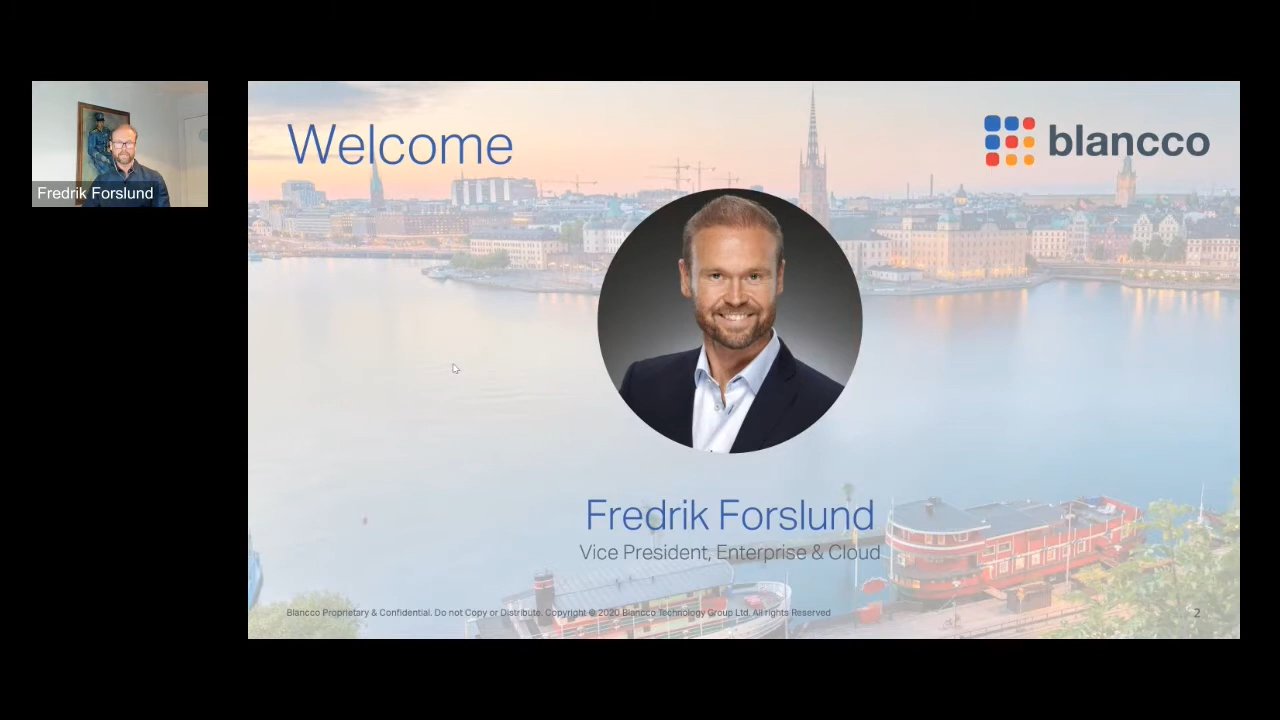 Fredrik Forslund
Welcome
blancco
Fredrik Forslund
Vice President, Enterprise & Cloud
Blancco Proprietary & Confidential. Do not Copy or Distribute. Copyright © 2020 Blancco Technology Group Ltd. All rights Reserved
2